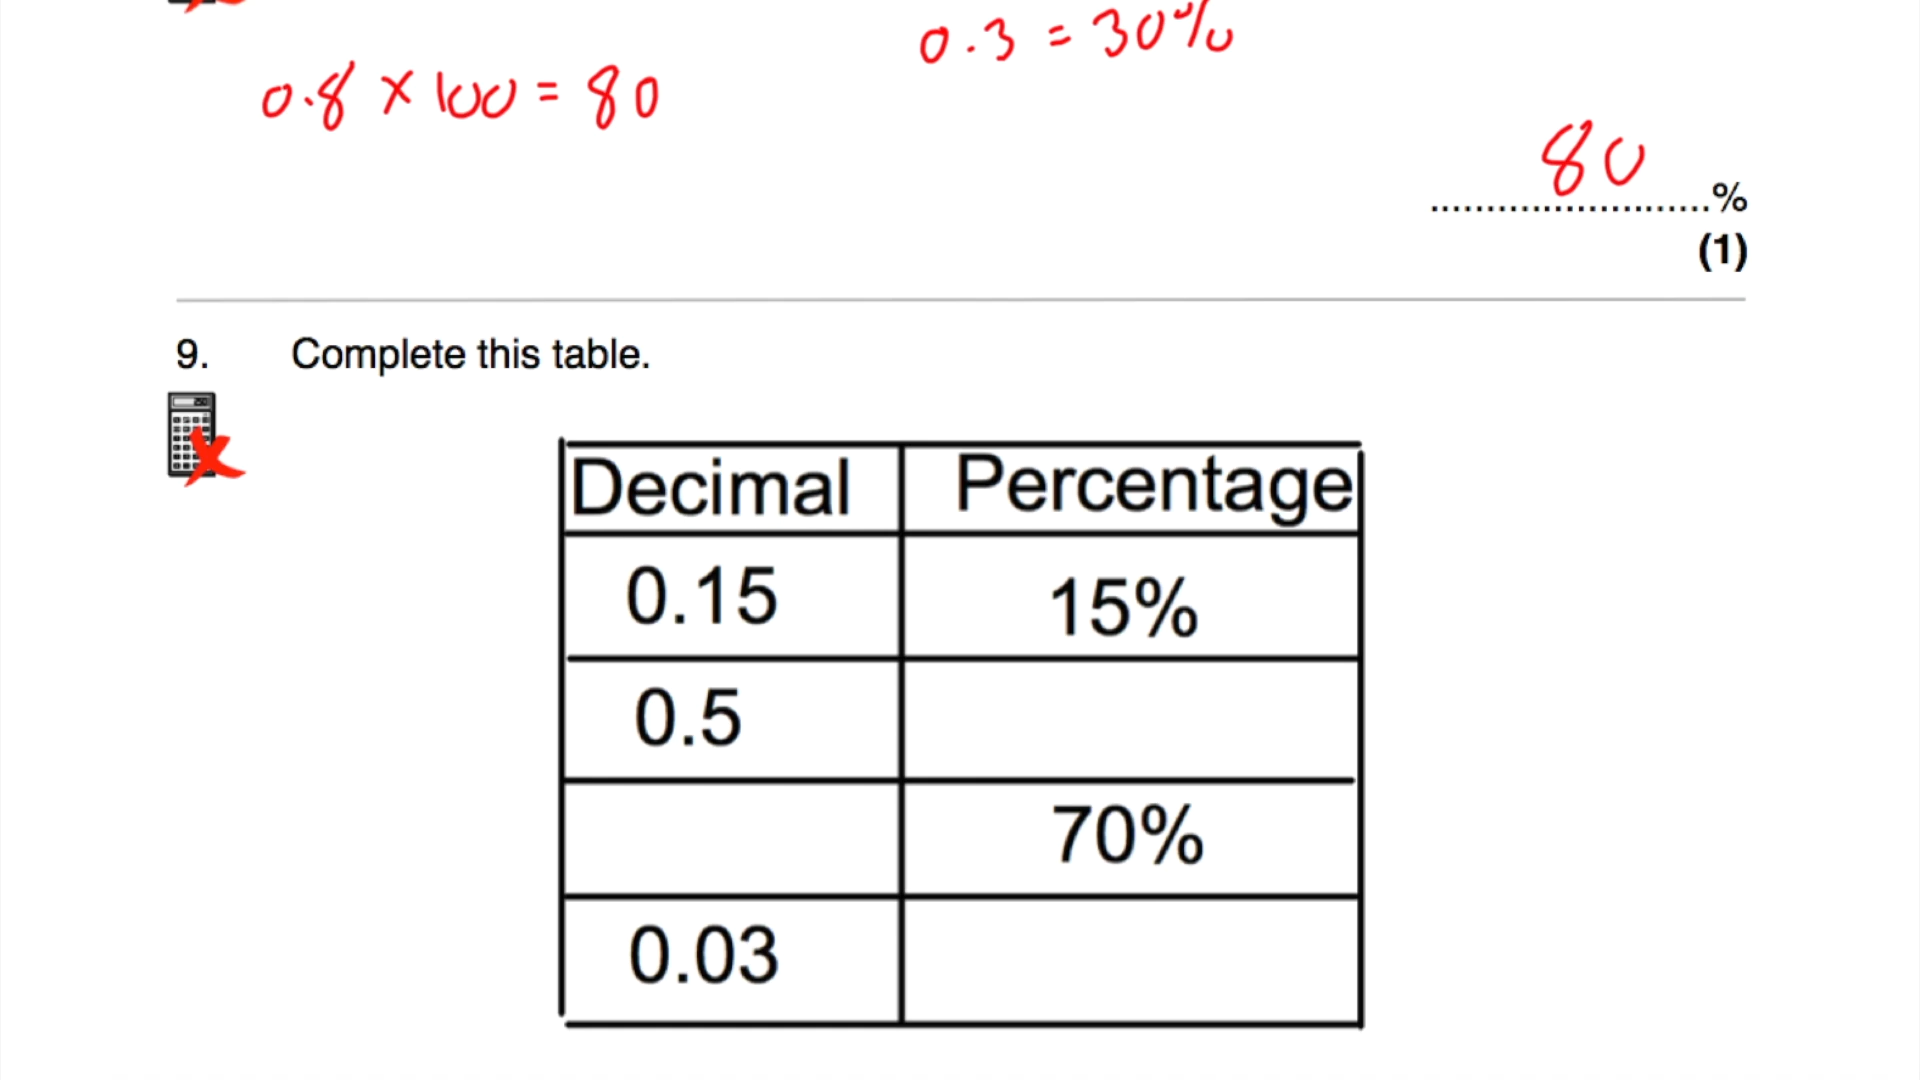 0.3 = 30%
0.8 × 100 = 80
80
.........................%
(1)
9. Complete this table.
Decimal Percentage
0.15 15%
0.5
70%
0.03